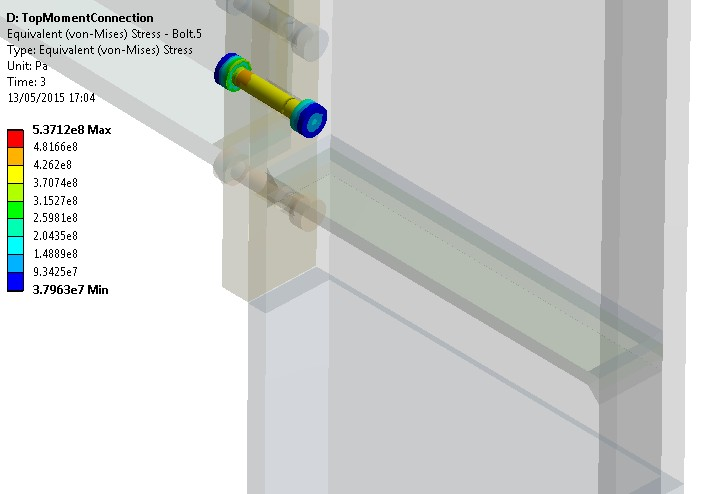 D: TopMomentConnection
Equivalent (von-Mises) Stress - Bolt.5
Type: Equivalent (von-Mises) Stress
Unit: Pa
Time: 3
13/05/2015 17:04
5.3712e8 Max
4.8166e8
4.262e8
3.7074e8
3.1527e8
2.5981e8
2.0435e8
1.4889e8
9.3425e7
3.7963e7 Min